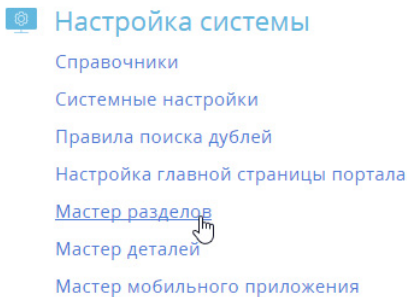 Настройка системы
Справочники
Системные настройки
Правила поиска дублей
Настройка главной страницы портала
Мастер разделов
Мастер деталей
Мастер мобильного приложения